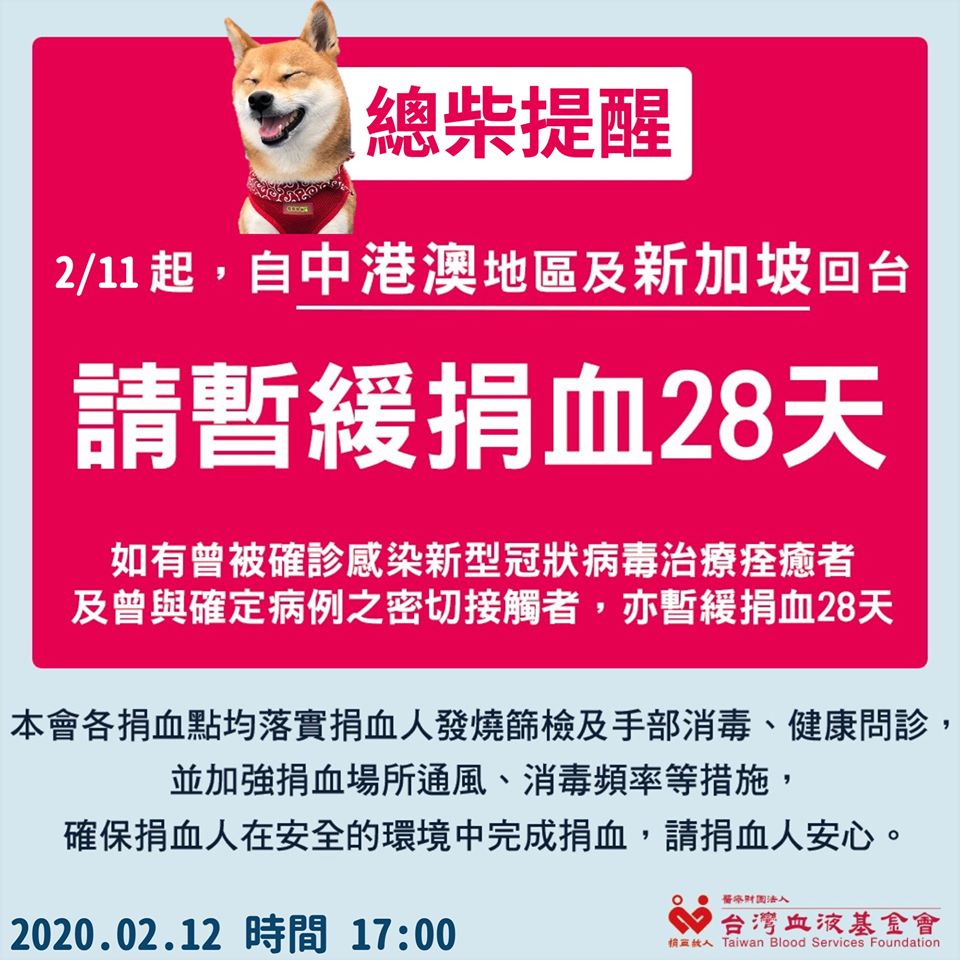 總柴提醒
2/11起，自中港澳地區及新加坡回台
請暫緩捐血28天
如有曾被確診感染新型冠狀病毒治療痊癒者
及曾與確定病例之密切接觸者，亦暫緩捐血28天
本會各捐血點均落實捐血人發燒篩檢及手部消毒、健康問診，
並加強捐血場所通風、消毒頻率等措施，
確保捐血人在安全的環境中完成捐血，請捐血人安心。
2020.02.12 時間 17:00
醫療財團法人
台灣血液基金會
捐血救人 Taiwan Blood Services Foundation